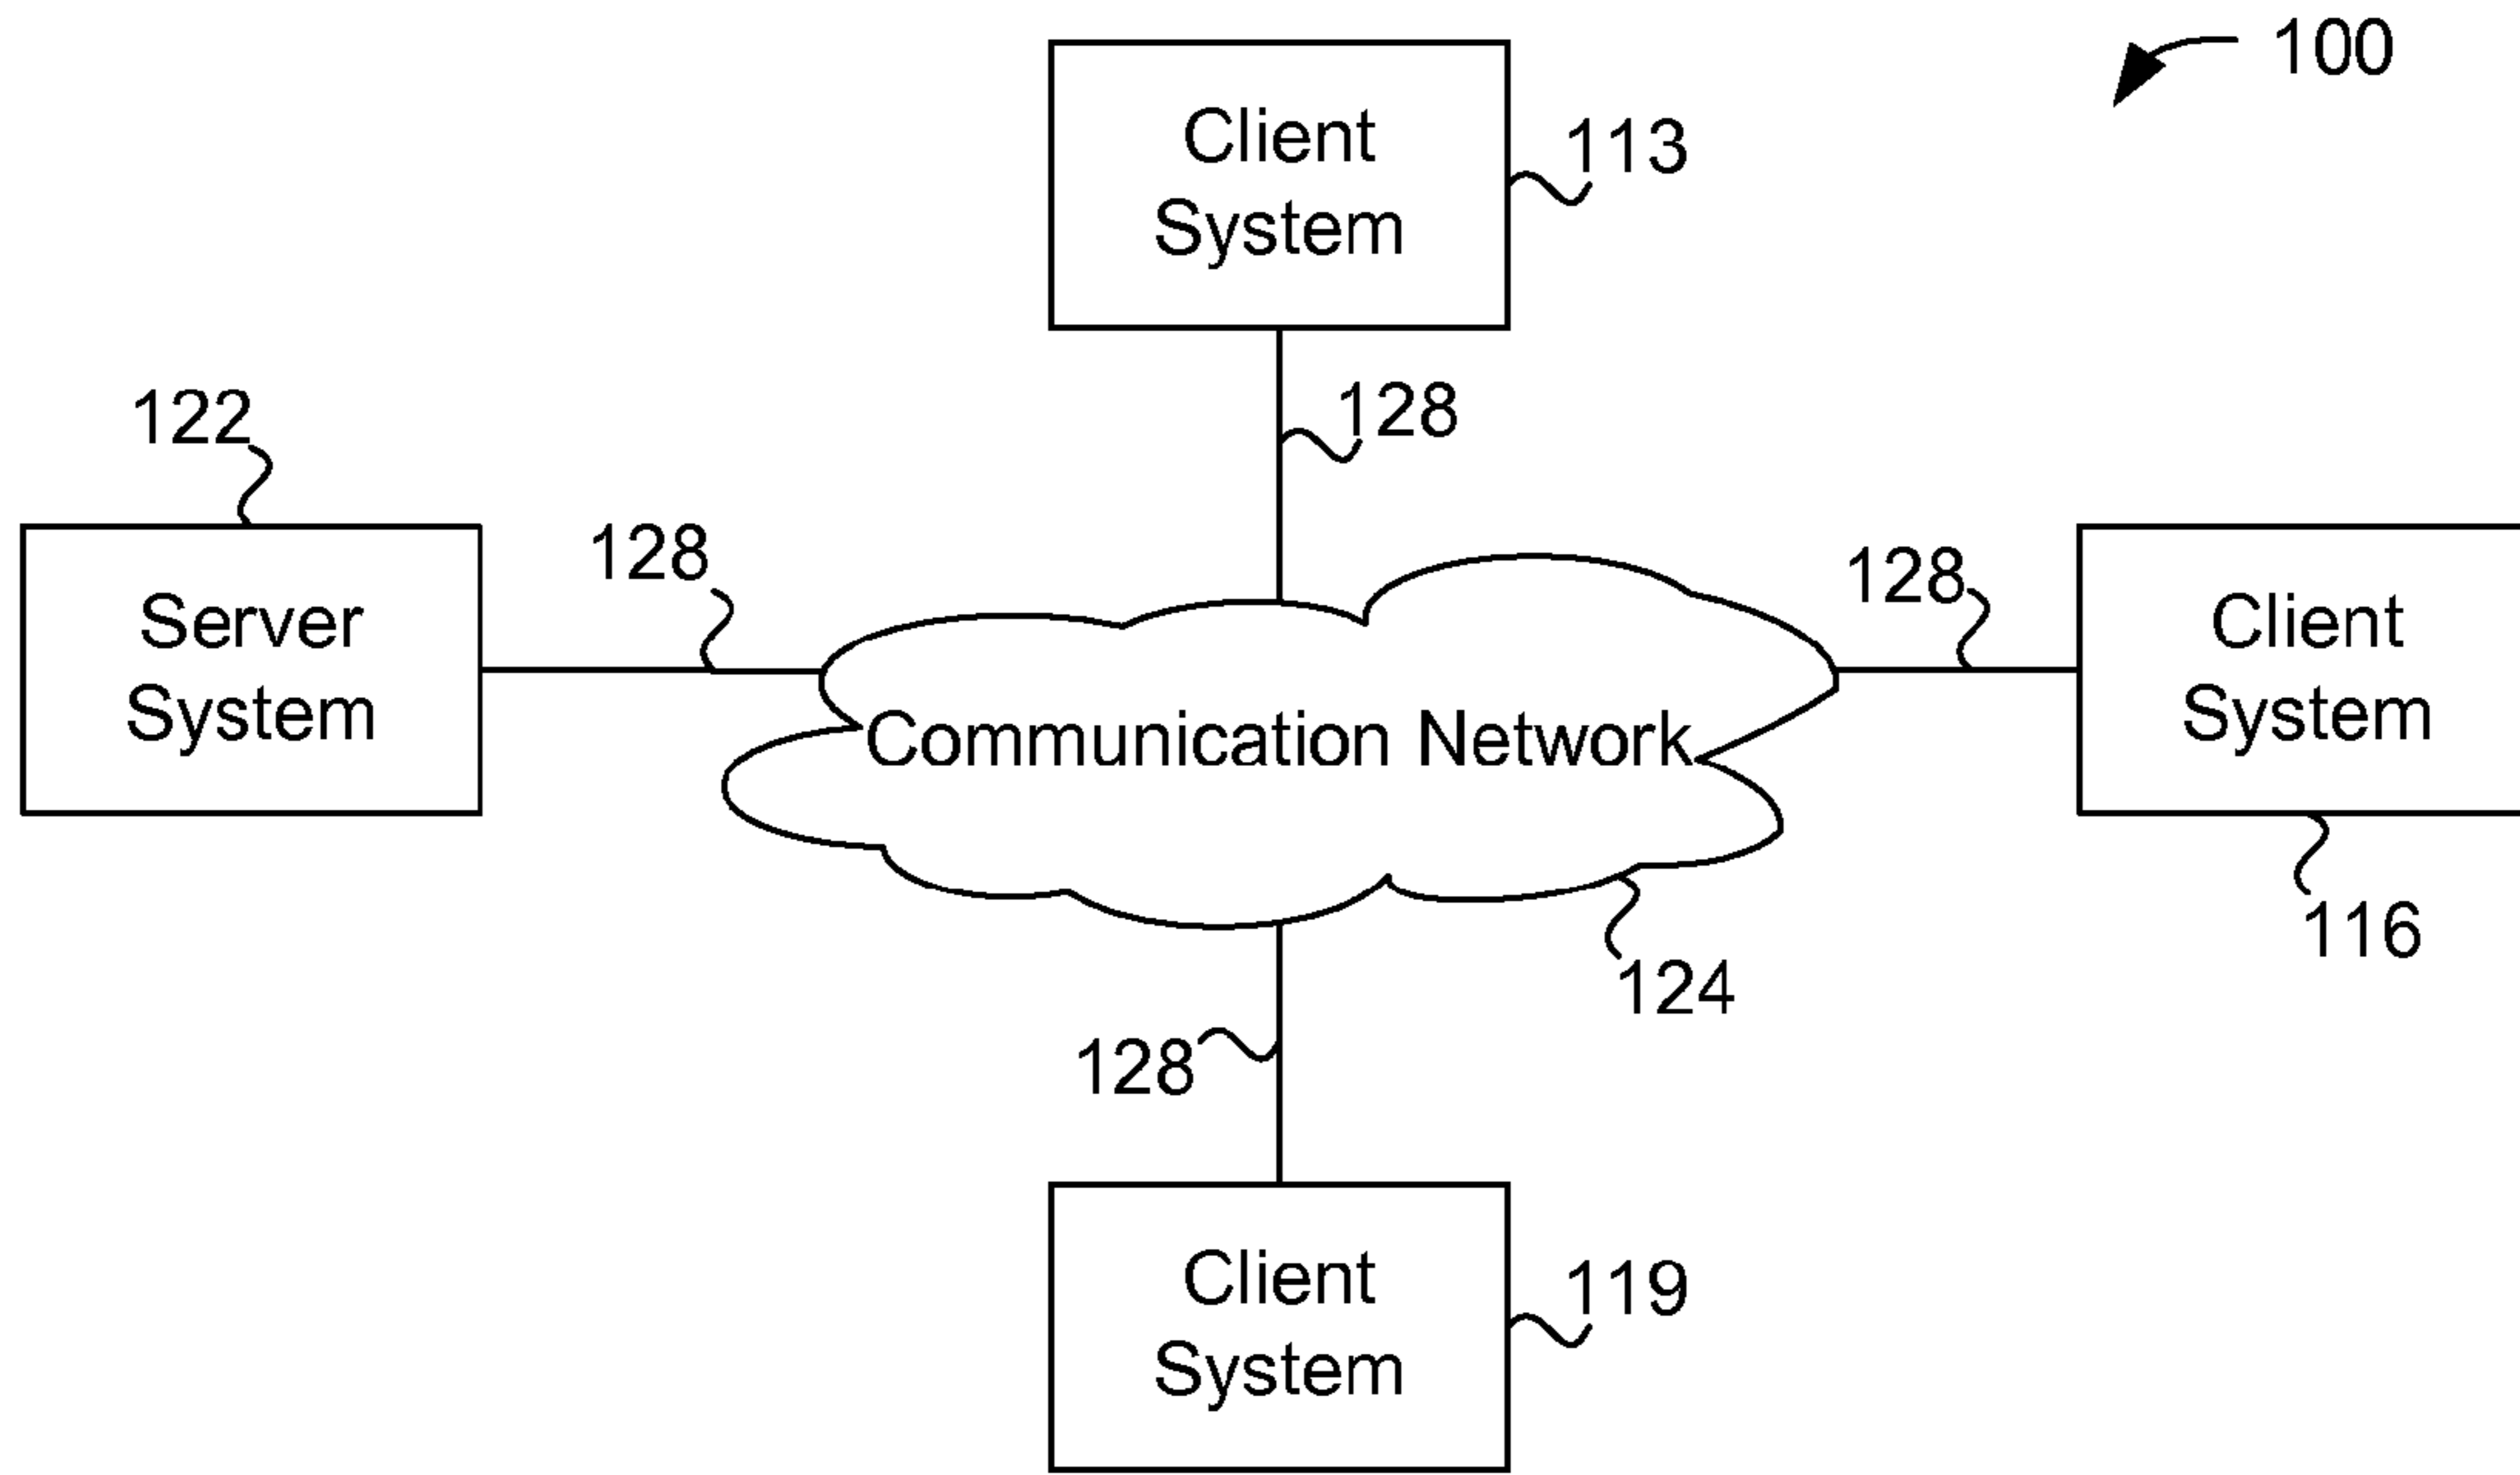 100
Client
System
113
128
122
Server
System
128
128
Client
System
116
Communication Network
124
128
Client
System
119